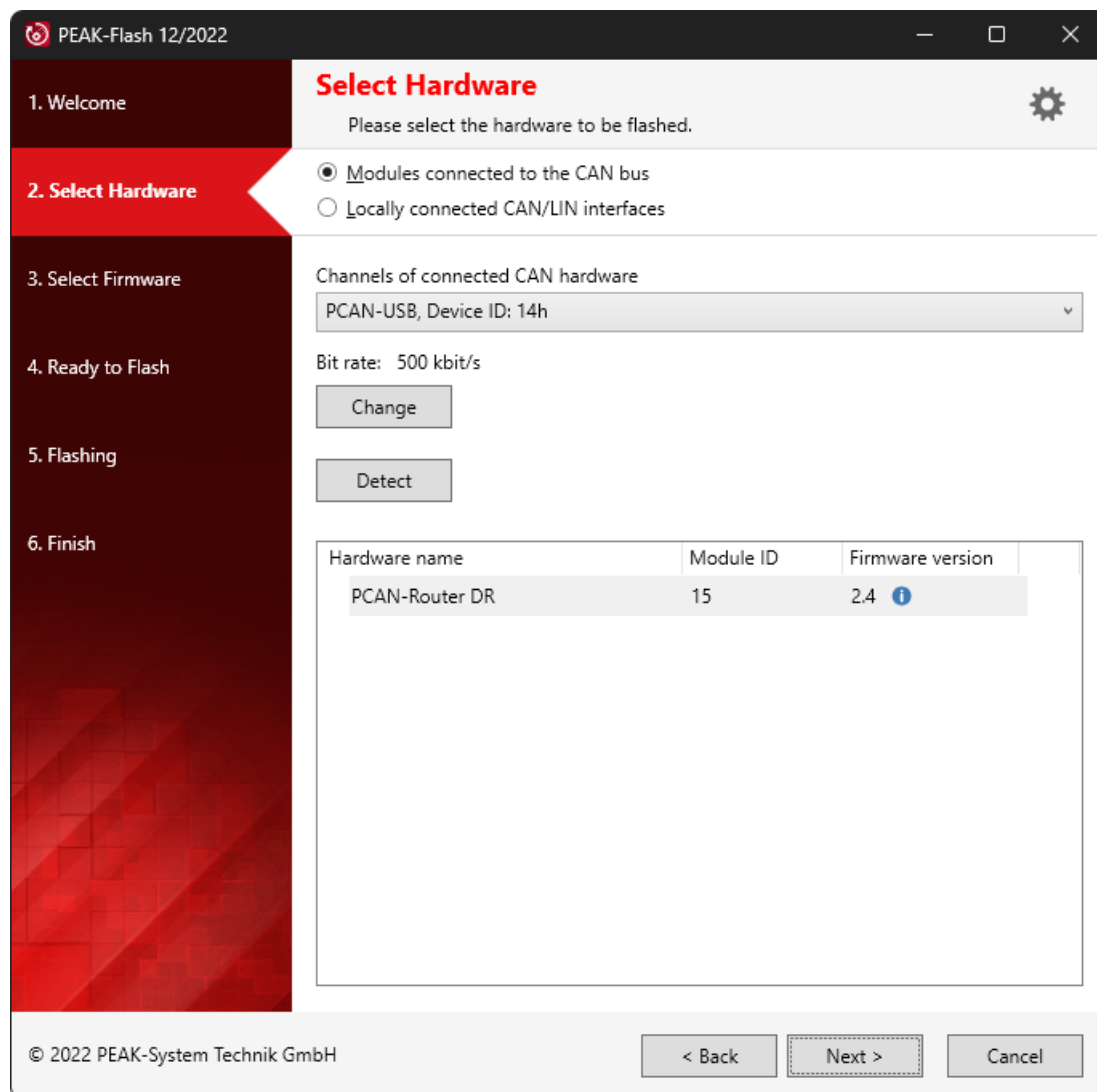 PEAK-Flash 12/2022
1. Welcome
2. Select Hardware
3. Select Firmware
4. Ready to Flash
5. Flashing
6. Finish
Select Hardware
Please select the hardware to be flashed.
Modules connected to the CAN bus
Locally connected CAN/LIN interfaces
Channels of connected CAN hardware
PCAN-USB, Device ID: 14h
Bit rate: 500 kbit/s
Change
Detect
Hardware name Module ID Firmware version
PCAN-Router DR 15 2.4
© 2022 PEAK-System Technik GmbH
< Back Next > Cancel